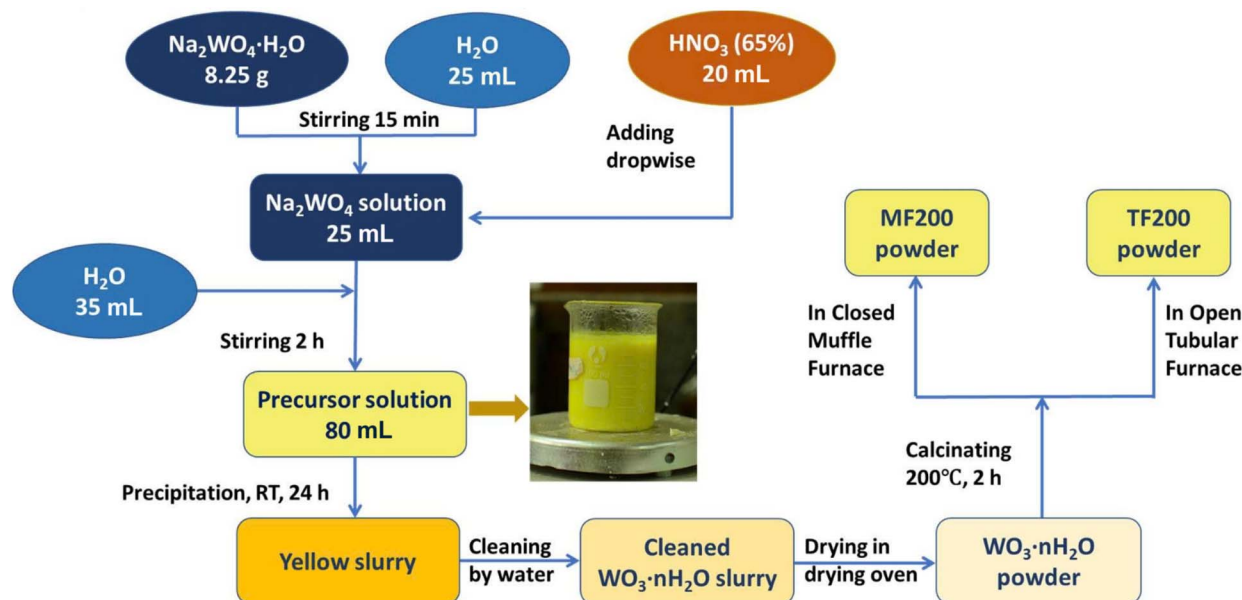 Na₂WO₄·H₂O
8.25 g
H₂O
25 mL
HNO₃ (65%)
20 mL
Stirring 15 min
Adding
dropwise
Na₂WO₄ solution
25 mL
MF200
powder
TF200
powder
H₂O
35 mL
In Closed
Muffle
Furnace
In Open
Tubular
Furnace
Stirring 2 h
Precursor solution
80 mL
Calcinating
200℃, 2 h
Precipitation, RT, 24 h
Yellow slurry
Cleaning
by water
Cleaned
WO₃·nH₂O slurry
Drying in
drying oven
WO₃·nH₂O
powder